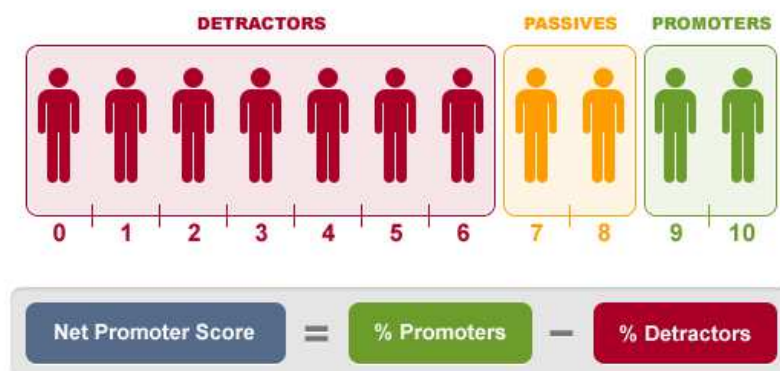 DETRACTORS PASSIVES PROMOTERS
0 1 2 3 4 5 6 7 8 9 10
Net Promoter Score = % Promoters − % Detractors